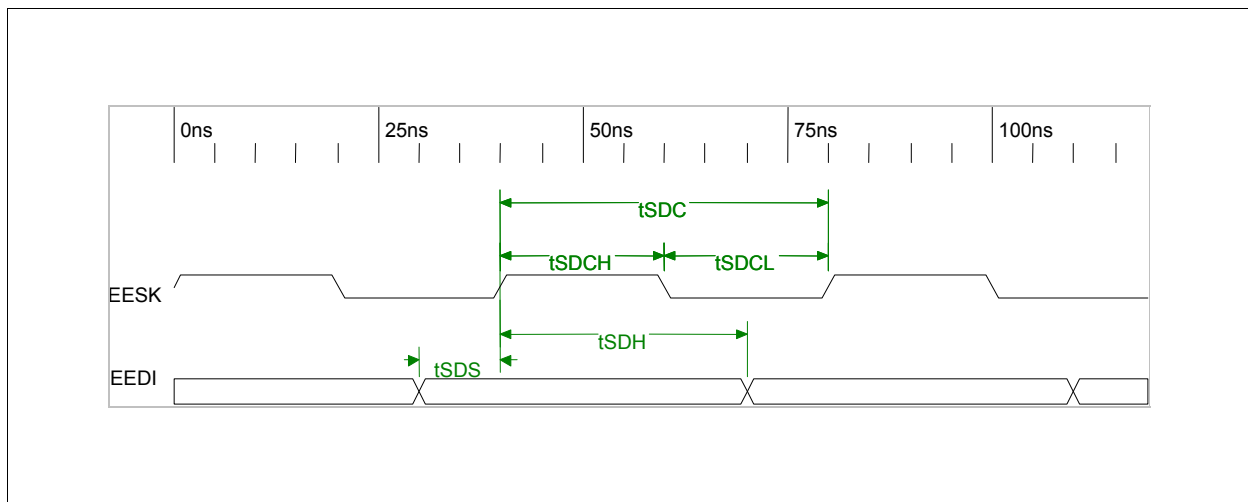 0ns 25ns 50ns 75ns 100ns
tSDC
tSDCH tSDCL
EESK
tSDH
tSDS
EEDI